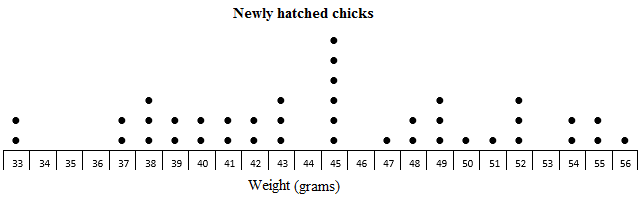 Newly hatched chicks
33 34 35 36 37 38 39 40 41 42 43 44 45 46 47 48 49 50 51 52 53 54 55 56
Weight (grams)